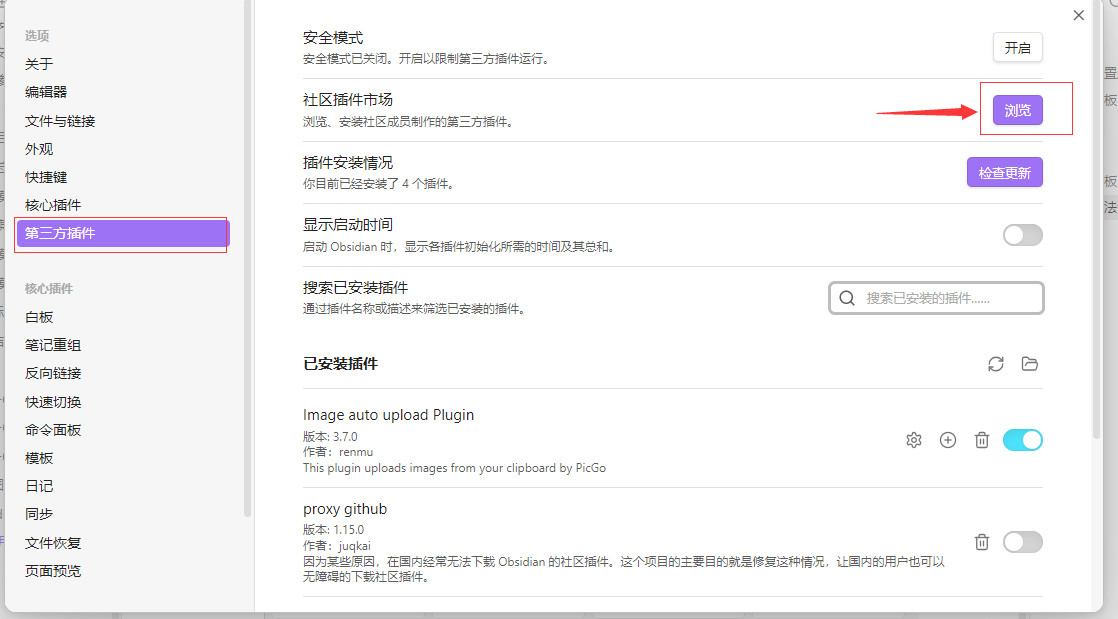 选项
关于
编辑器
文件与链接
外观
快捷键
核心插件
第三方插件
核心插件
白板
笔记重组
反向链接
快速切换
命令面板
模板
日记
同步
文件恢复
页面预览
安全模式
安全模式已关闭。开启以限制第三方插件运行。
开启
社区插件市场
浏览、安装社区成员制作的第三方插件。
浏览
插件安装情况
你目前已经安装了 4 个插件。
检查更新
显示启动时间
启动 Obsidian 时，显示各插件初始化所需的时间及其总和。
搜索已安装插件
通过插件名称或描述来筛选已安装的插件。
搜索已安装的插件......
已安装插件
Image auto upload Plugin
版本: 3.7.0
作者：renmu
This plugin uploads images from your clipboard by PicGo
proxy github
版本: 1.15.0
作者：juqkai
因为某些原因，在国内经常无法下载 Obsidian 的社区插件。这个项目的主要目的就是修复这种情况，让国内的用户也可以
无障碍的下载社区插件。
置
板
板
法